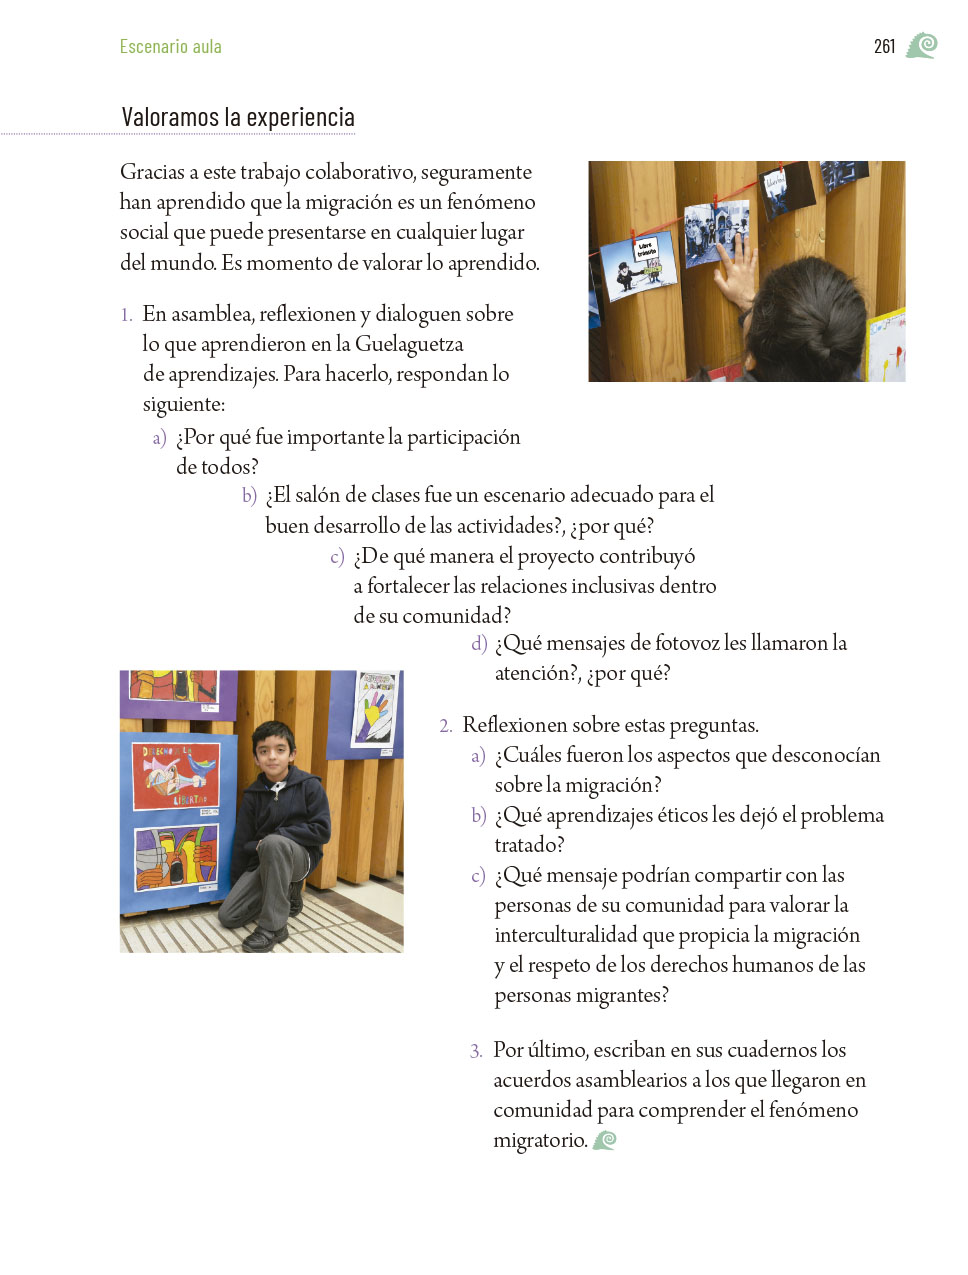 Escenario aula
261
Valoramos la experiencia
Gracias a este trabajo colaborativo, seguramente
han aprendido que la migración es un fenómeno
social que puede presentarse en cualquier lugar
del mundo. Es momento de valorar lo aprendido.
1. En asamblea, reflexionen y dialoguen sobre
lo que aprendieron en la Guelaguetza
de aprendizajes. Para hacerlo, respondan lo
siguiente:
a) ¿Por qué fue importante la participación
de todos?
b) ¿El salón de clases fue un escenario adecuado para el
buen desarrollo de las actividades?, ¿por qué?
c) ¿De qué manera el proyecto contribuyó
a fortalecer las relaciones inclusivas dentro
de su comunidad?
d) ¿Qué mensajes de fotovoz les llamaron la
atención?, ¿por qué?
Libre
tránsito
DERECHO A LA
LIBERTAD
2. Reflexionen sobre estas preguntas.
a) ¿Cuáles fueron los aspectos que desconocían
sobre la migración?
b) ¿Qué aprendizajes éticos les dejó el problema
tratado?
c) ¿Qué mensaje podrían compartir con las
personas de su comunidad para valorar la
interculturalidad que propicia la migración
y el respeto de los derechos humanos de las
personas migrantes?
3. Por último, escriban en sus cuadernos los
acuerdos asamblearios a los que llegaron en
comunidad para comprender el fenómeno
migratorio.